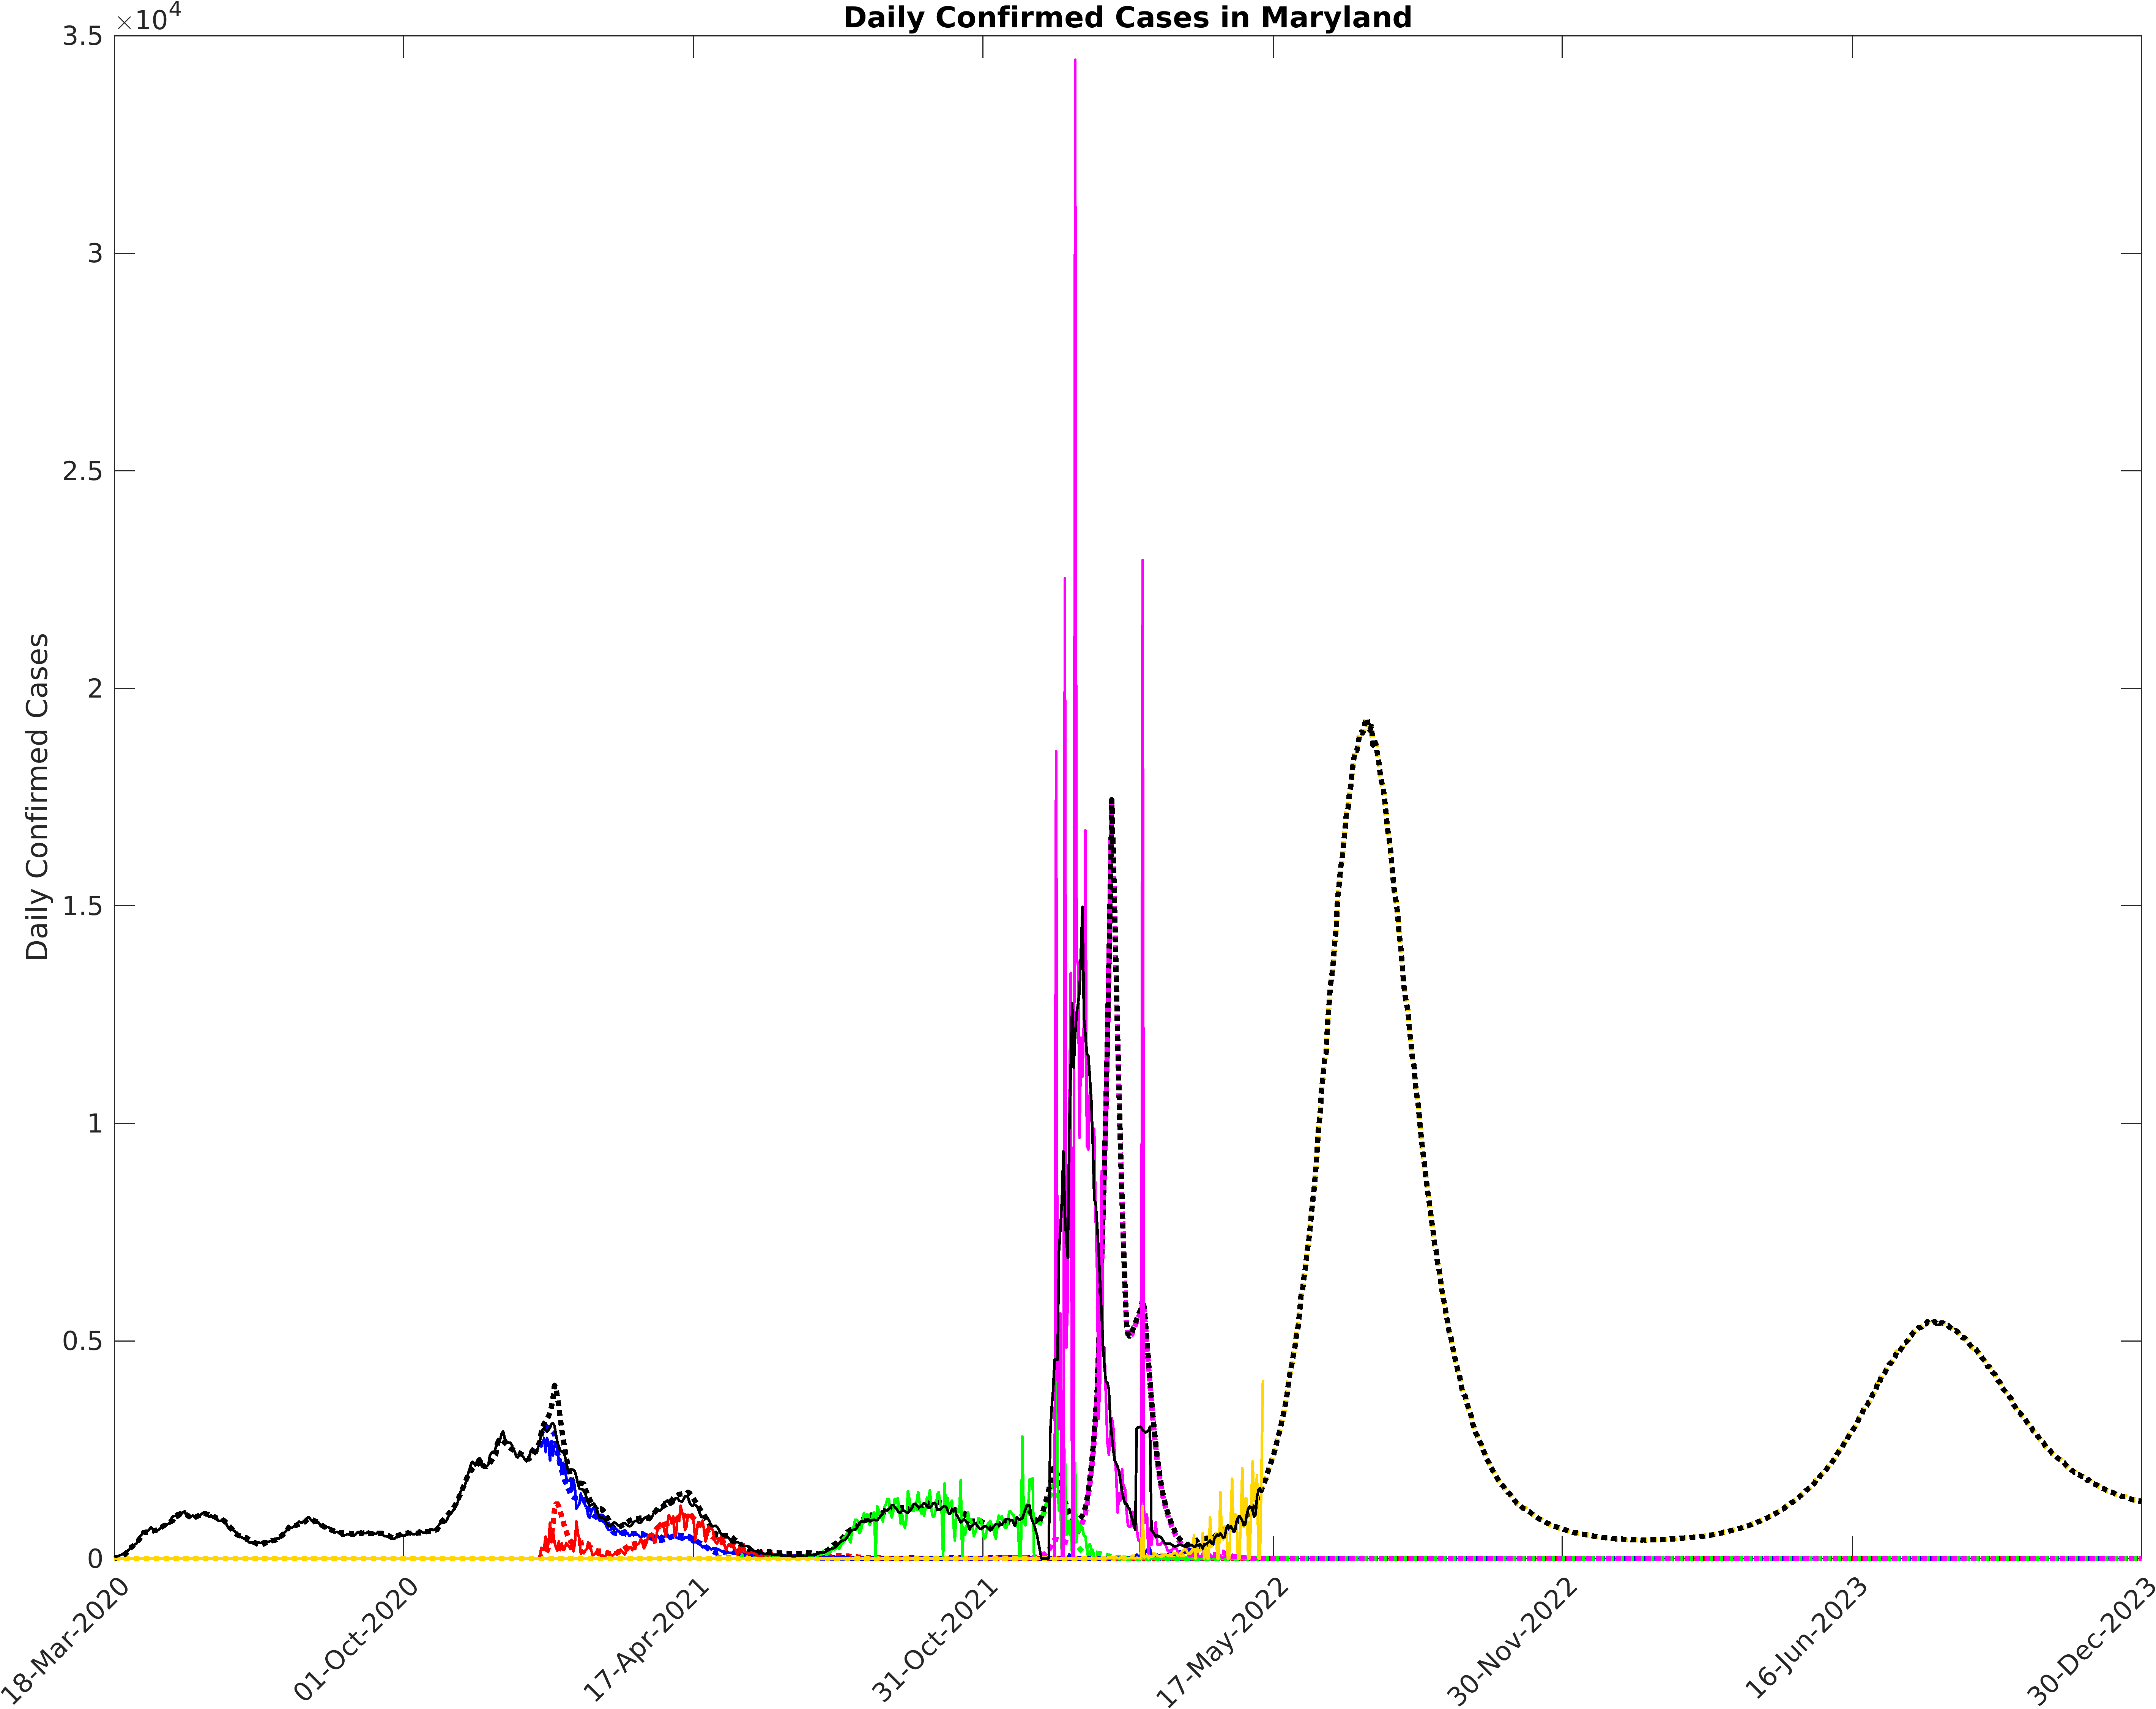 Daily Confirmed Cases in Maryland
×10⁴
3.5
3
2.5
2
1.5
1
0.5
0
Daily Confirmed Cases
18-Mar-2020
01-Oct-2020
17-Apr-2021
31-Oct-2021
17-May-2022
30-Nov-2022
16-Jun-2023
30-Dec-2023